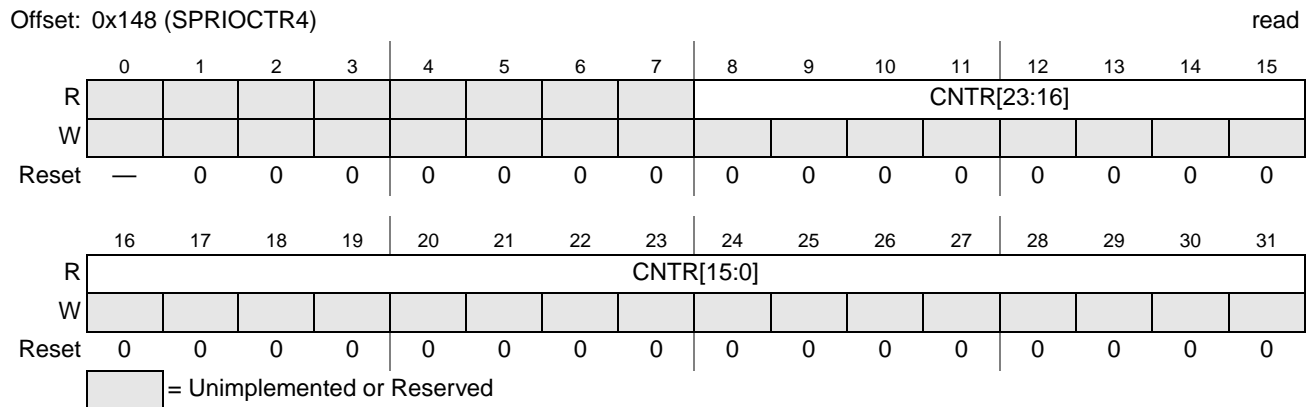 Offset: 0x148 (SPRIOCTR4) read
0 1 2 3 4 5 6 7 8 9 10 11 12 13 14 15
R CNTR[23:16]
W
Reset — 0 0 0 0 0 0 0 0 0 0 0 0 0 0 0
16 17 18 19 20 21 22 23 24 25 26 27 28 29 30 31
R CNTR[15:0]
W
Reset 0 0 0 0 0 0 0 0 0 0 0 0 0 0 0 0
= Unimplemented or Reserved